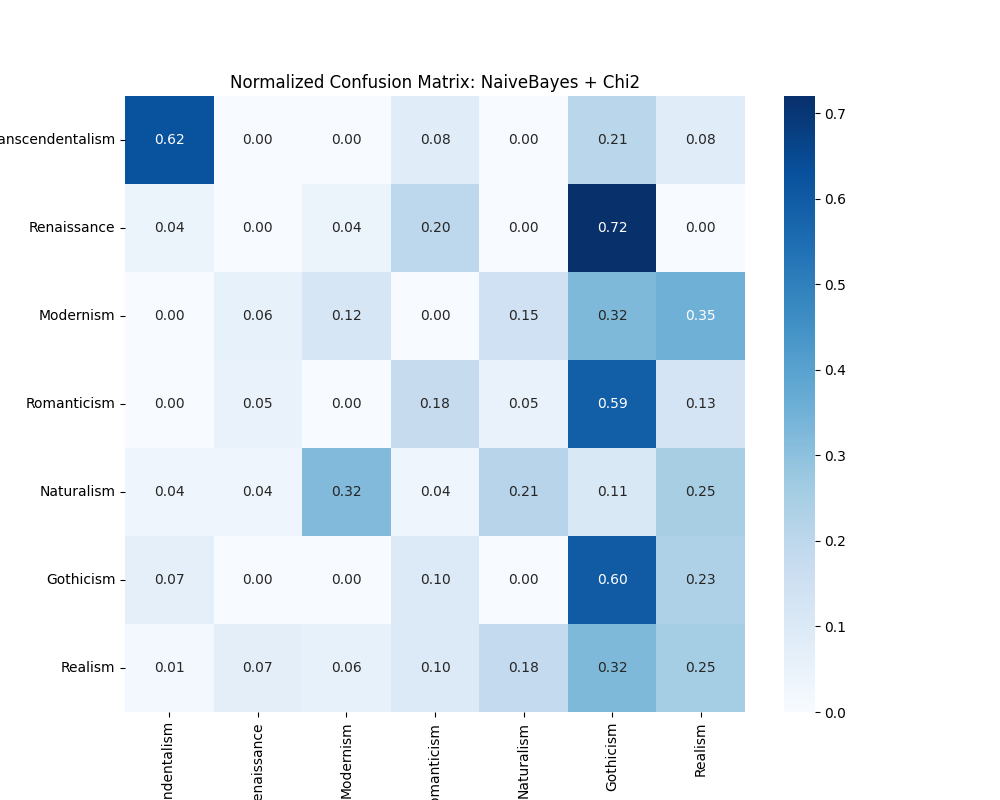 Normalized Confusion Matrix: NaiveBayes + Chi2
anscendentalism 0.62 0.00 0.00 0.08 0.00 0.21 0.08
Renaissance 0.04 0.00 0.04 0.20 0.00 0.72 0.00
Modernism 0.00 0.06 0.12 0.00 0.15 0.32 0.35
Romanticism 0.00 0.05 0.00 0.18 0.05 0.59 0.13
Naturalism 0.04 0.04 0.32 0.04 0.21 0.11 0.25
Gothicism 0.07 0.00 0.00 0.10 0.00 0.60 0.23
Realism 0.01 0.07 0.06 0.10 0.18 0.32 0.25
ndentalism
enaissance
Modernism
omanticism
Naturalism
Gothicism
Realism
0.7
0.6
0.5
0.4
0.3
0.2
0.1
0.0